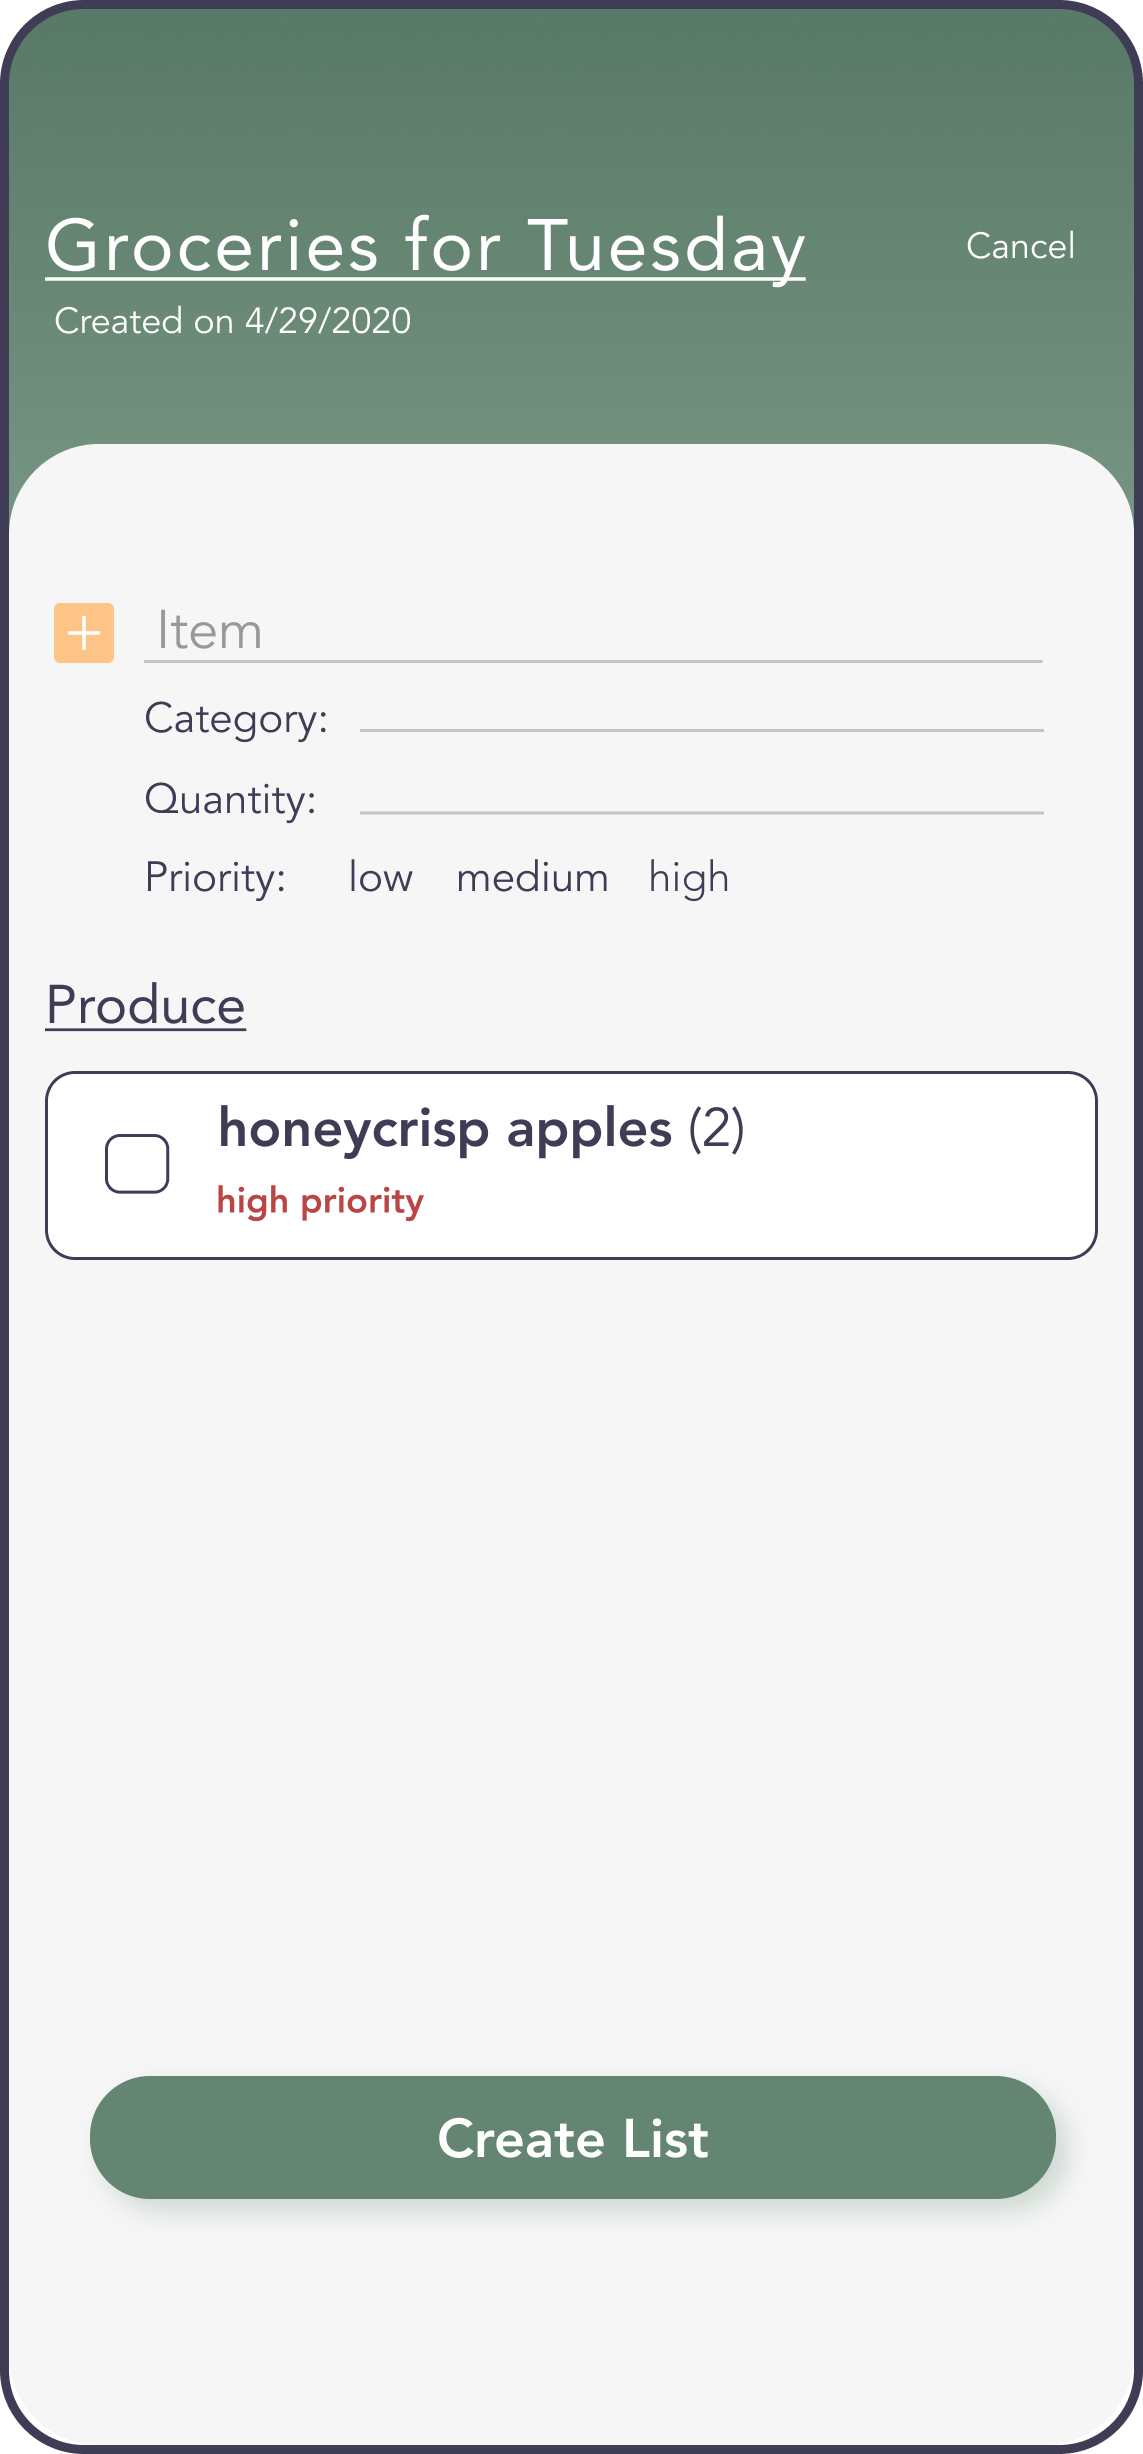 Groceries for Tuesday
Cancel
Created on 4/29/2020
Item
Category:
Quantity:
Priority: low medium high
Produce
honeycrisp apples (2)
high priority
Create List